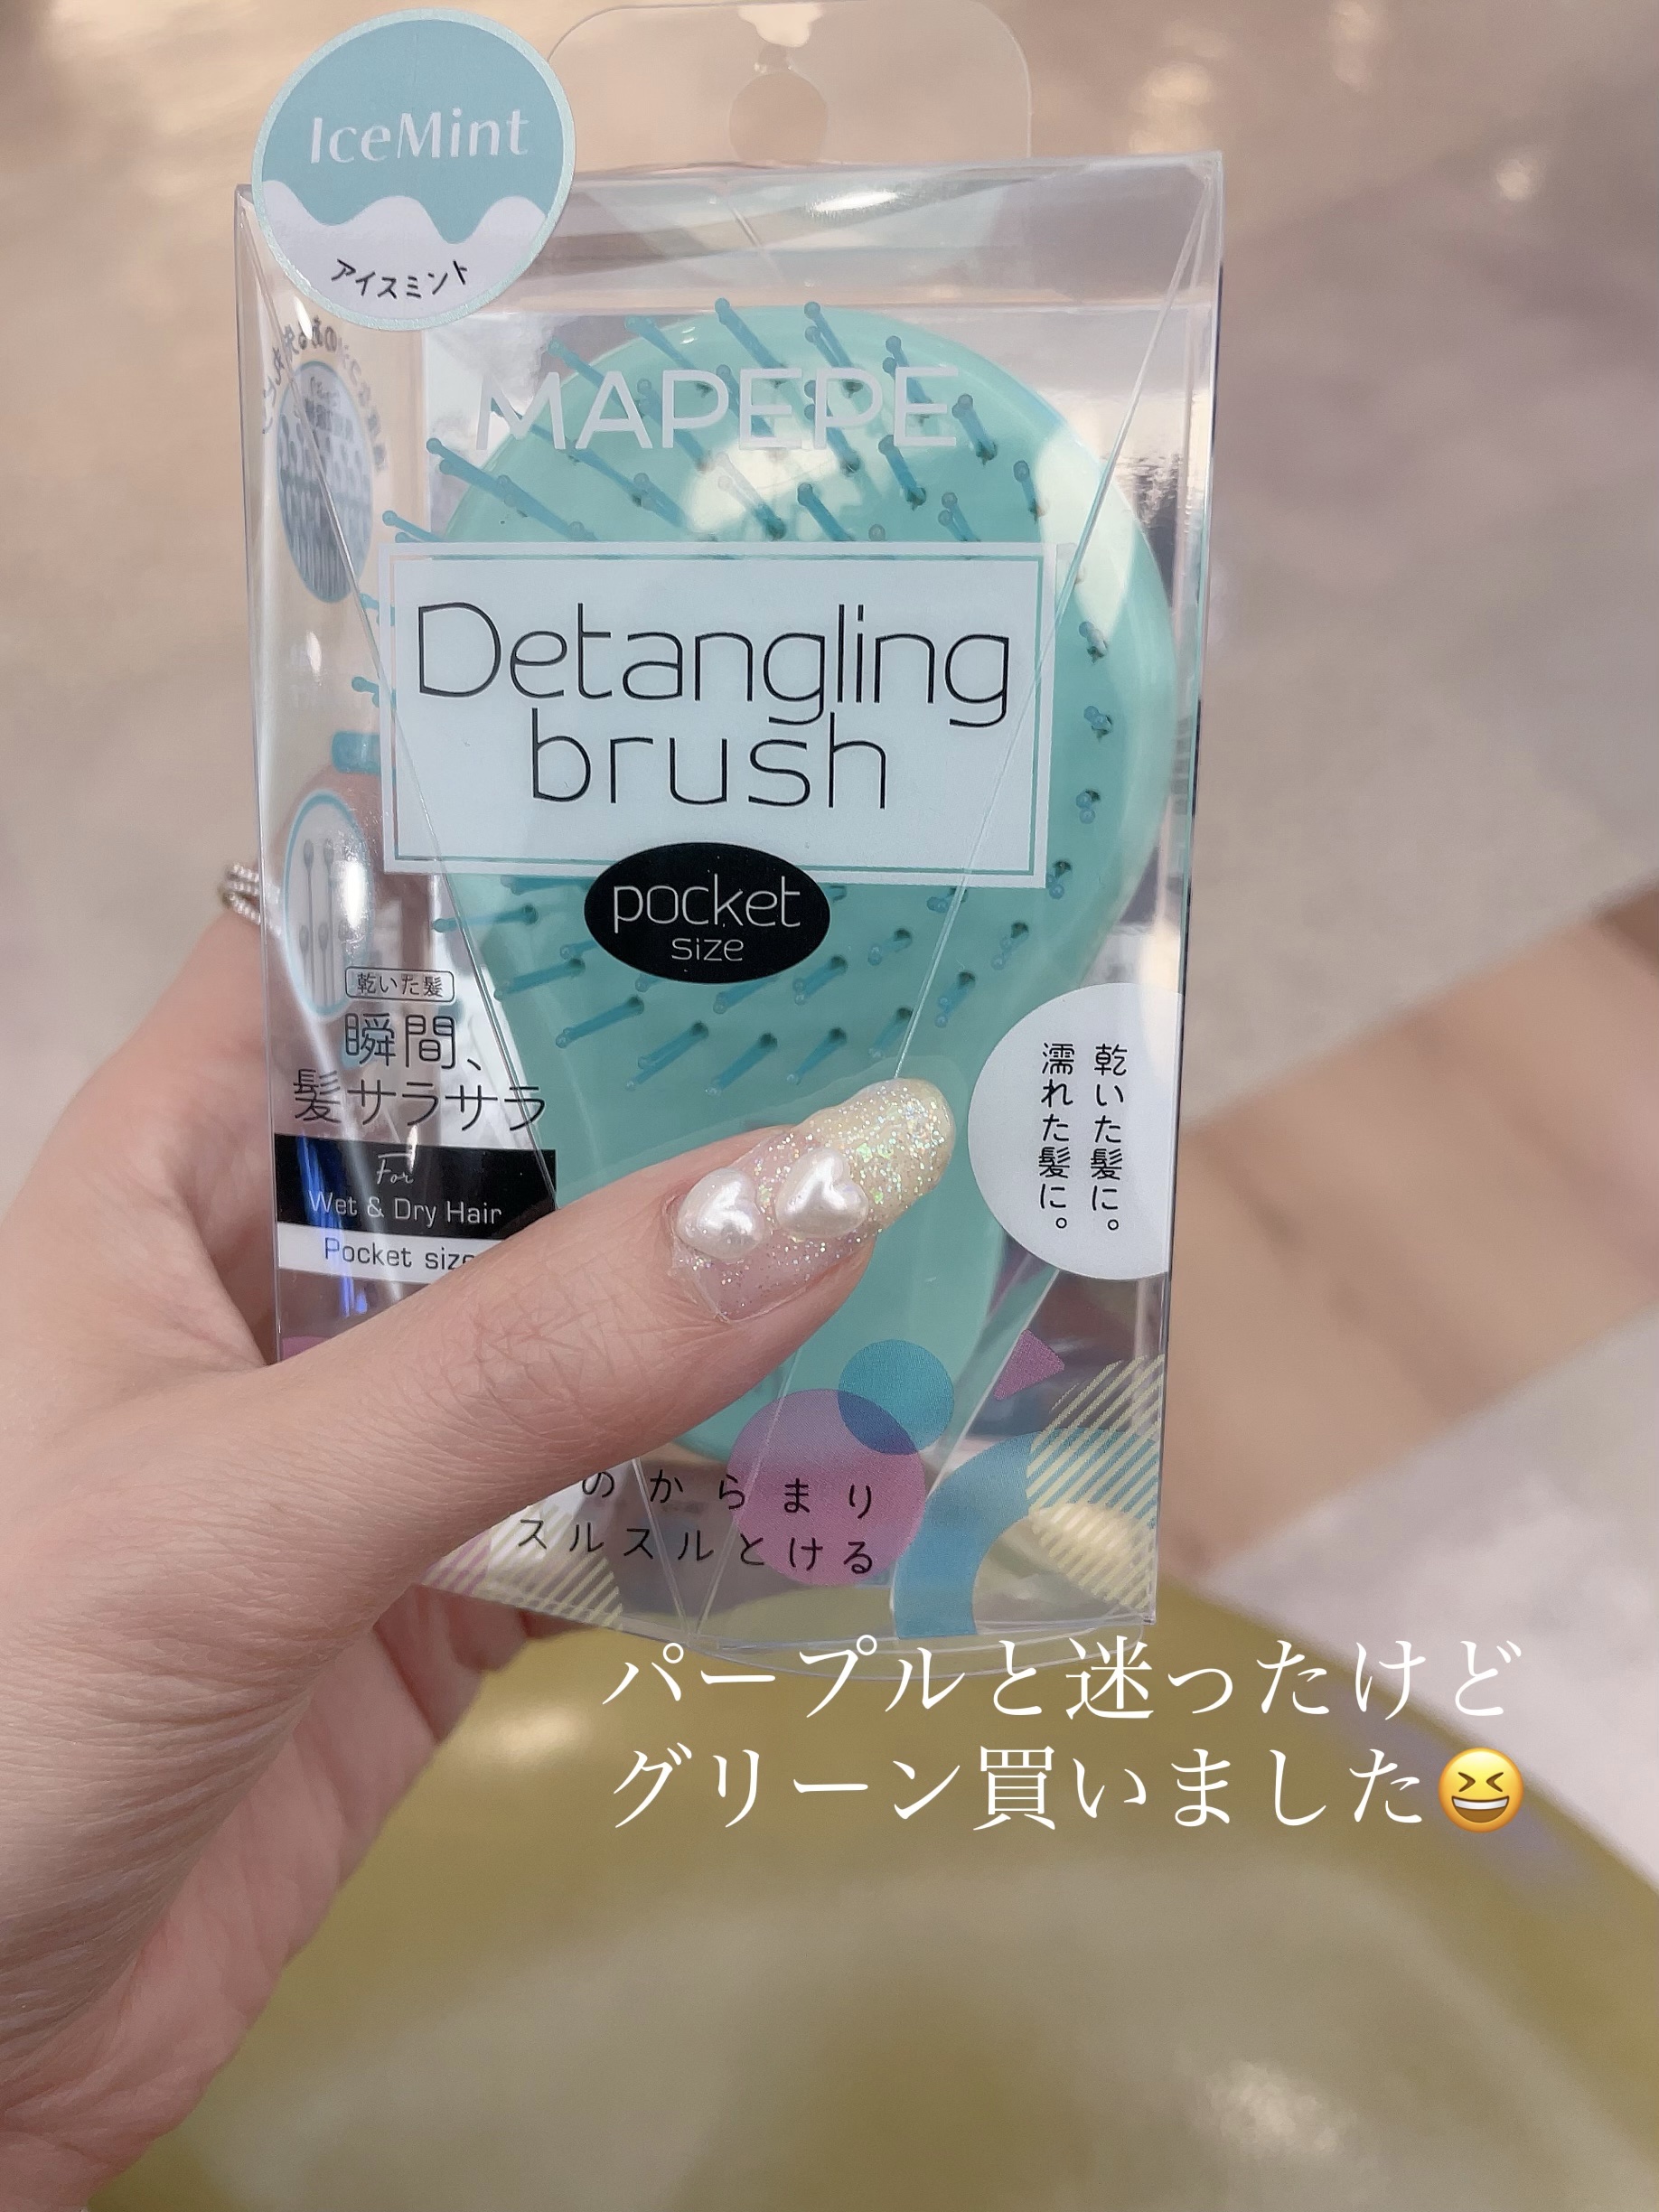 IceMint
アイスミント
MAPEPE
Detangling
brush
pocket
size
乾いた髪
瞬間、
髪サラサラ
For
Wet & Dry Hair
Pocket size
乾いた髪に。
濡れた髪に。
のからまり
スルスルとける
パープルと迷ったけど
グリーン買いました😆